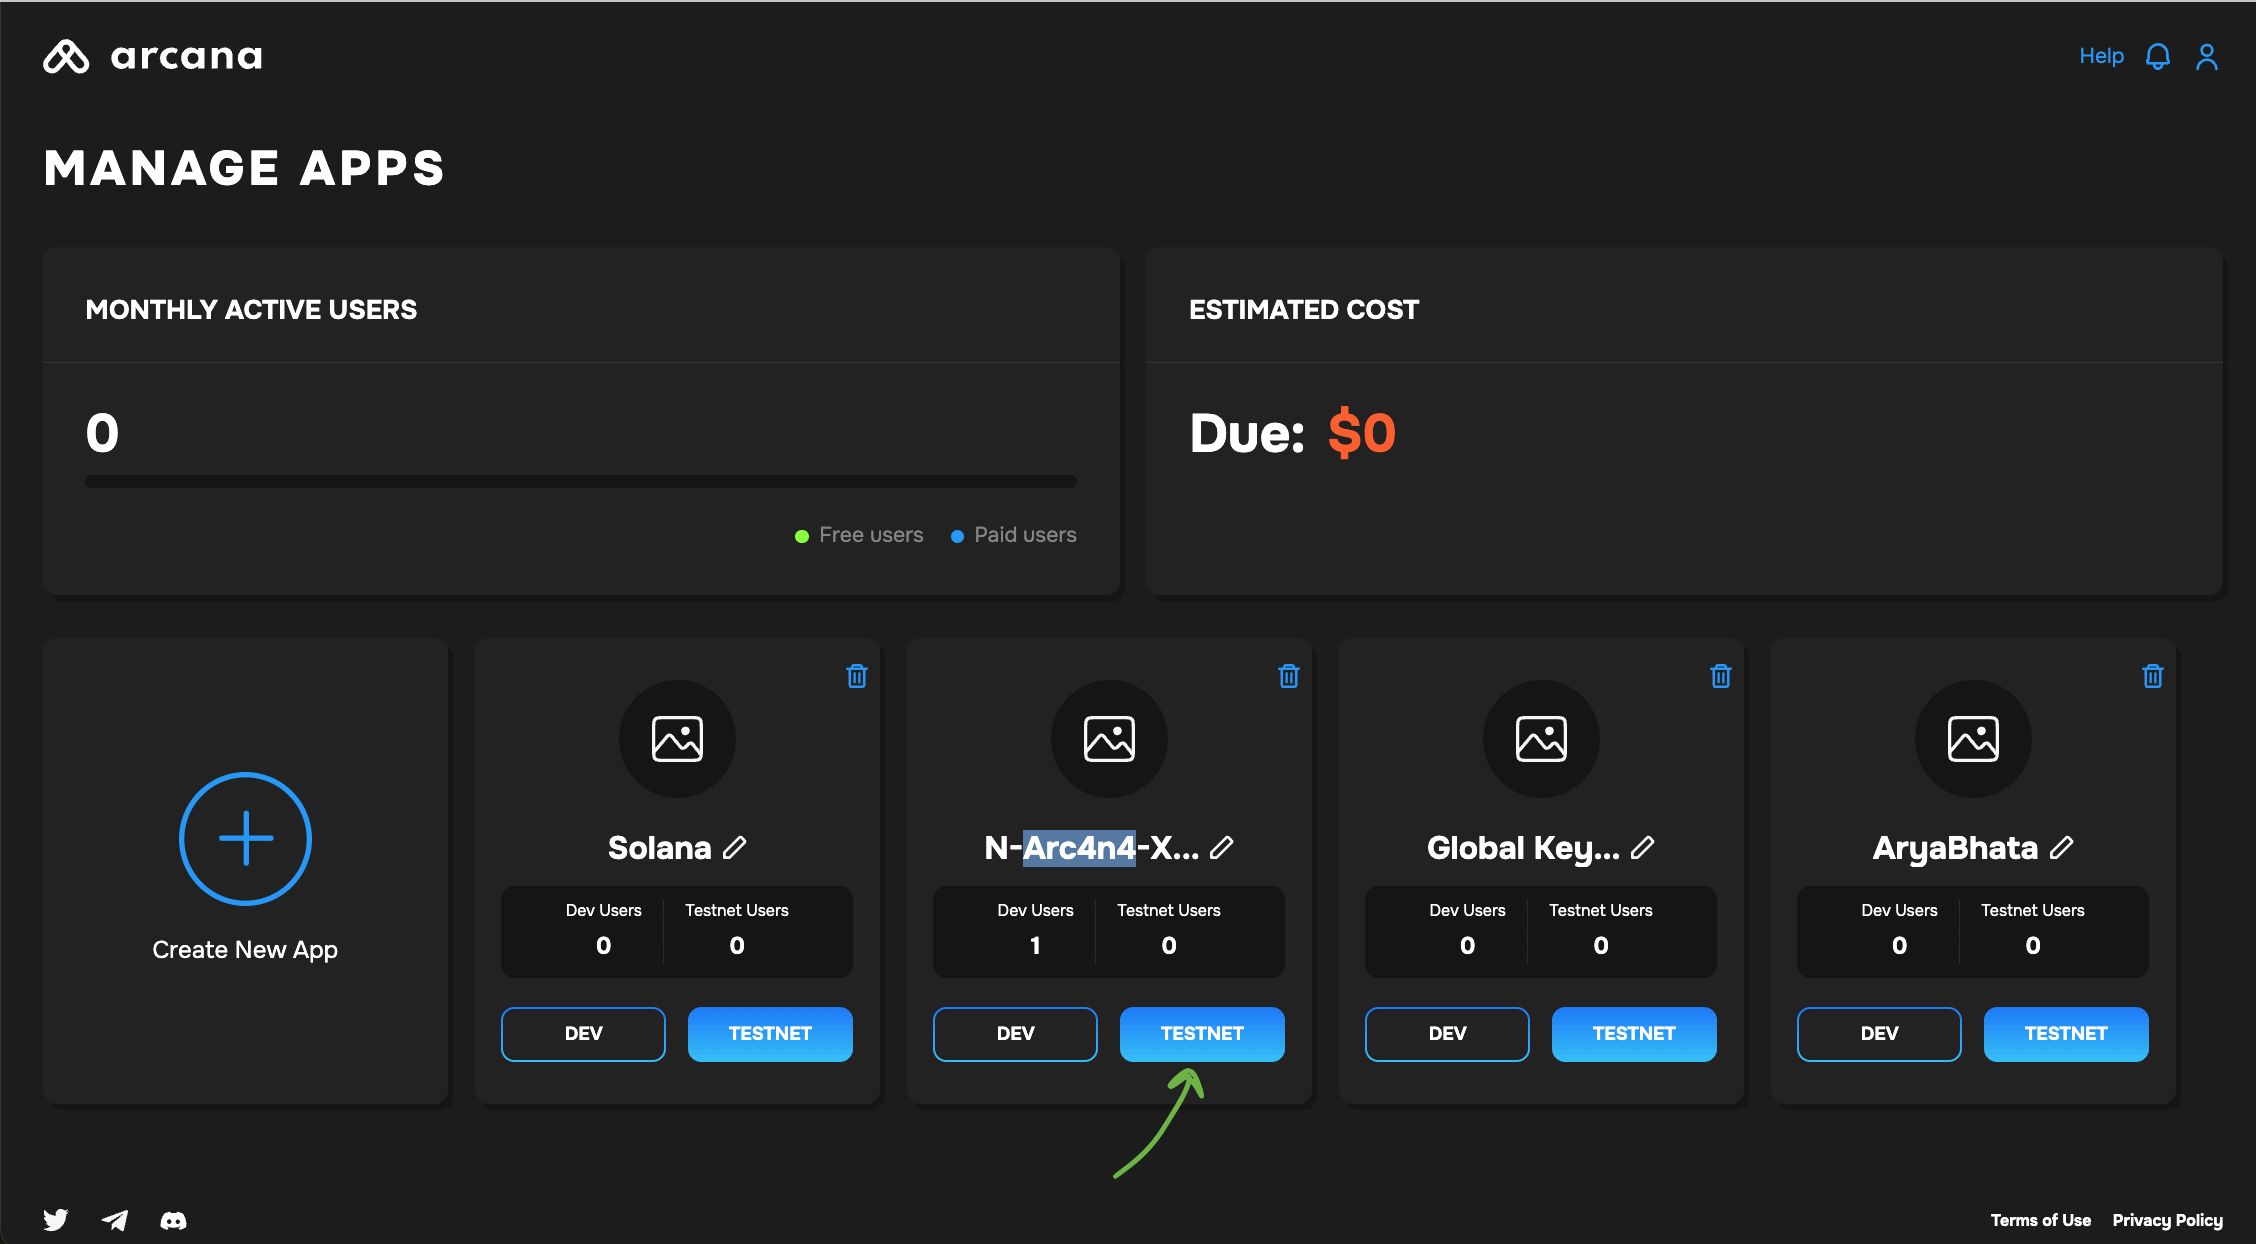 arcana
Help
MANAGE APPS
MONTHLY ACTIVE USERS
0
Free users Paid users
ESTIMATED COST
Due: $0
Create New App
Solana
Dev Users Testnet Users
0 0
DEV TESTNET
N-Arc4n4-X...
Dev Users Testnet Users
1 0
DEV TESTNET
Global Key...
Dev Users Testnet Users
0 0
DEV TESTNET
AryaBhata
Dev Users Testnet Users
0 0
DEV TESTNET
Terms of Use Privacy Policy